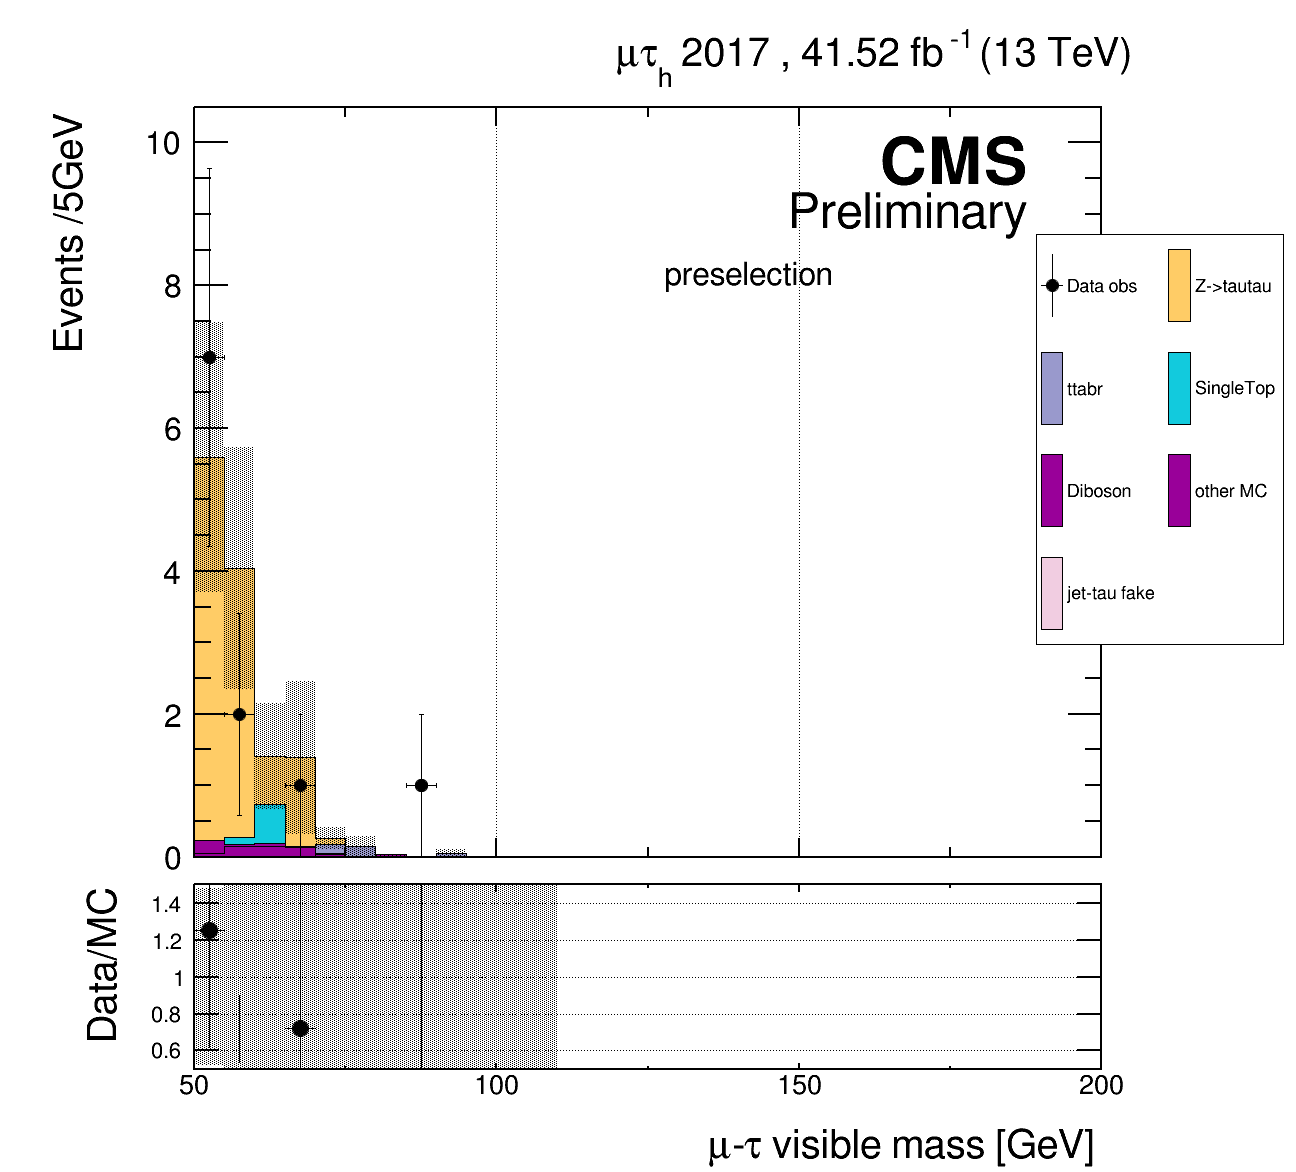 μτh 2017 , 41.52 fb-1 (13 TeV)
Events /5GeV
10
8
6
4
2
0
CMS
Preliminary
preselection
Data obs
Z->tautau
ttabr
SingleTop
Diboson
other MC
jet-tau fake
Data/MC
1.4
1.2
1
0.8
0.6
50
100
150
200
μ-τ visible mass [GeV]